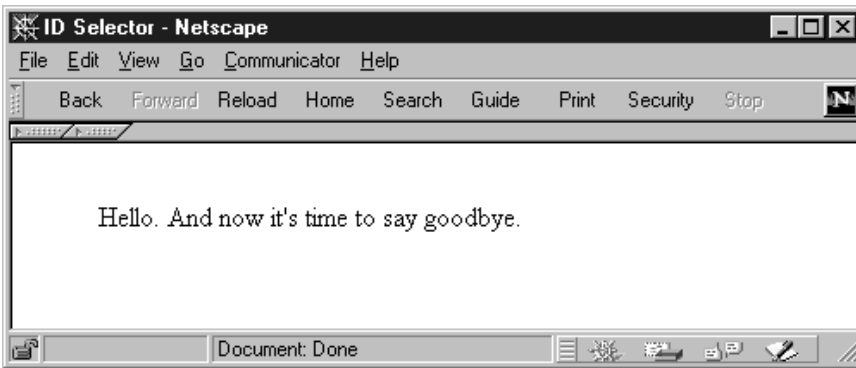 ID Selector - Netscape
File Edit View Go Communicator Help
Back Forward Reload Home Search Guide Print Security Stop N
Hello. And now it's time to say goodbye.
Document: Done